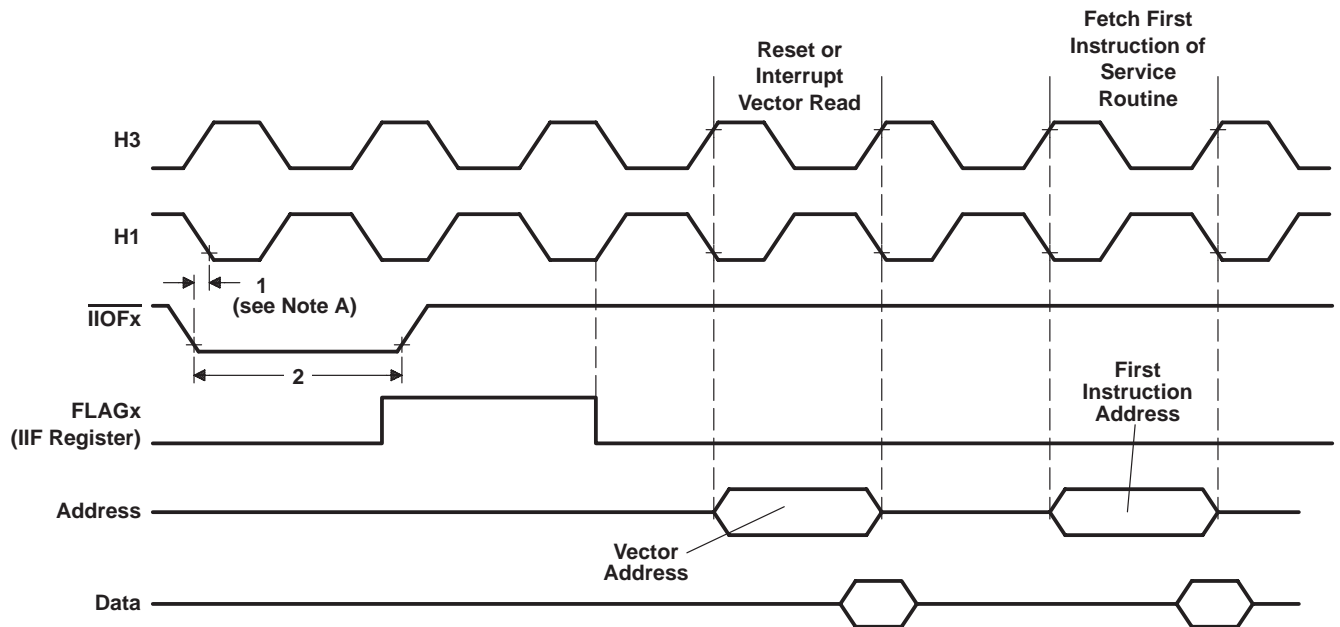 Reset or
Interrupt
Vector Read
Fetch First
Instruction of
Service
Routine
H3
H1
1
(see Note A)
IIOFx
2
FLAGx
(IIF Register)
First
Instruction
Address
Address
Vector
Address
Data